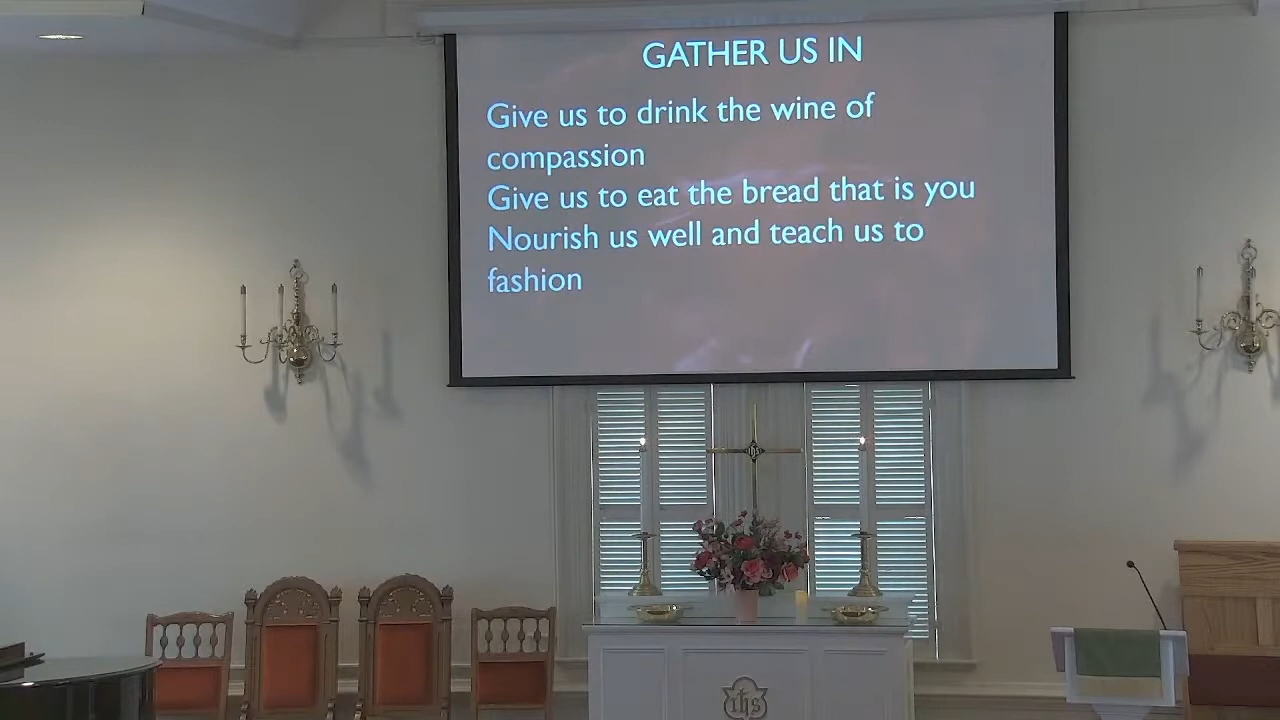 GATHER US IN
Give us to drink the wine of
compassion
Give us to eat the bread that is you
Nourish us well and teach us to
fashion
ihs